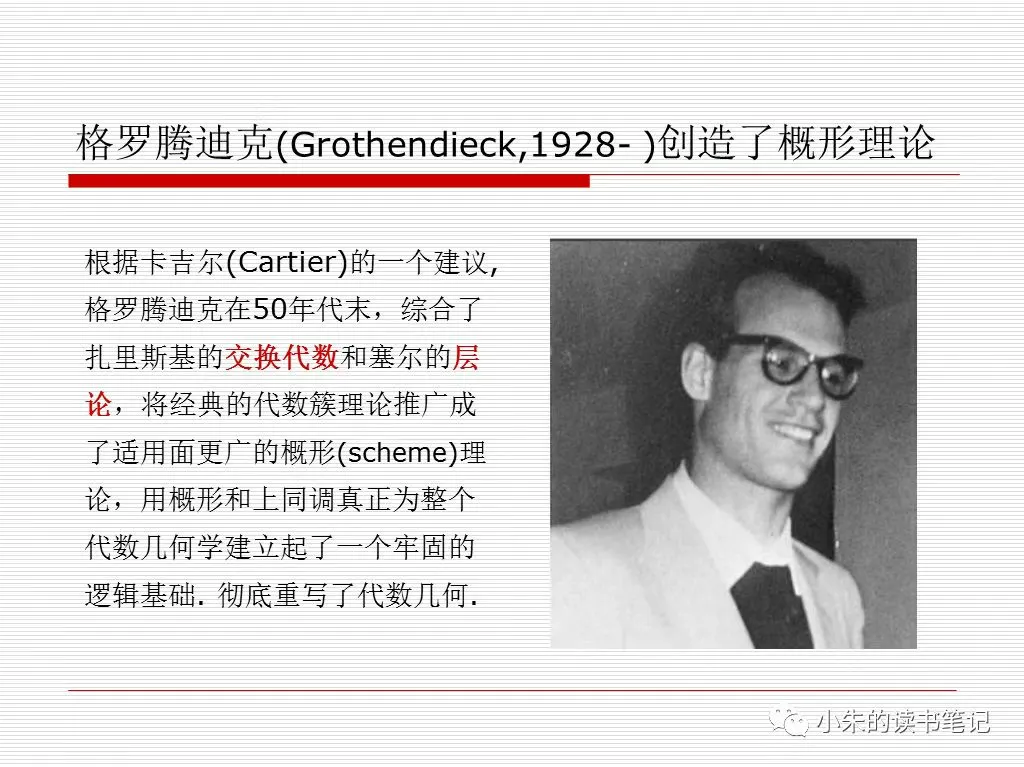 格罗腾迪克(Grothendieck,1928- )创造了概形理论
根据卡吉尔(Cartier)的一个建议,
格罗腾迪克在50年代末，综合了
扎里斯基的交换代数和塞尔的层
论，将经典的代数簇理论推广成
了适用面更广的概形(scheme)理
论，用概形和上同调真正为整个
代数几何学建立起了一个牢固的
逻辑基础. 彻底重写了代数几何.
小朱的读书笔记